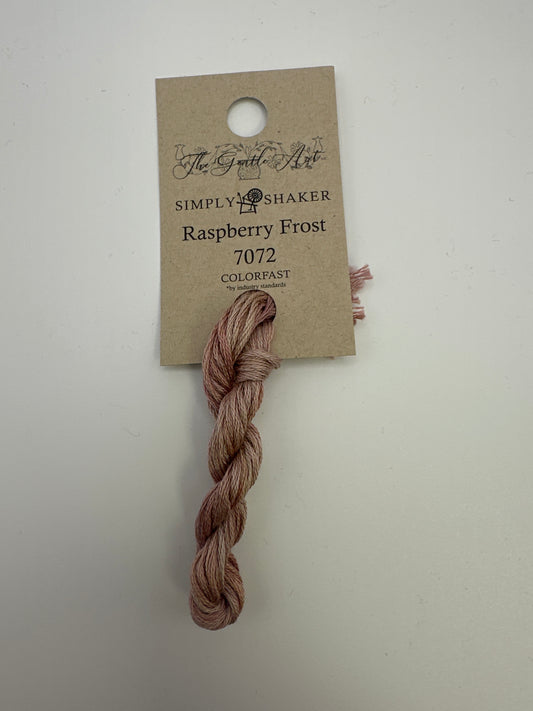 The Gentle Art
SIMPLY SHAKER
Raspberry Frost
7072
COLORFAST
*by industry standards